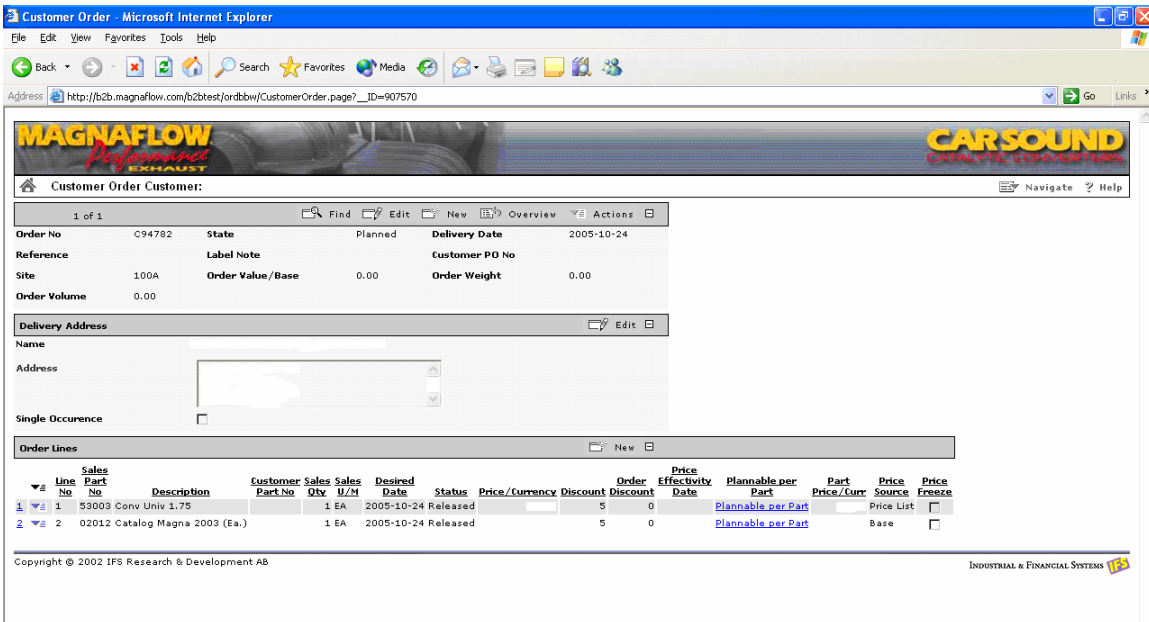 Customer Order - Microsoft Internet Explorer
File Edit View Favorites Tools Help
Back Search Favorites Media
Address http://b2b.magnaflow.com/b2btest/ordbbw/CustomerOrder.page?__ID=907570 Go Links
MAGNAFLOW Performance EXHAUST
CARSOUND CATALYTIC CONVERTERS
Customer Order Customer: Navigate ? Help
1 of 1 Find Edit New Overview Actions
Order No C94782 State Planned Delivery Date 2005-10-24
Reference Label Note Customer PO No
Site 100A Order Value/Base 0.00 Order Weight 0.00
Order Volume 0.00
Delivery Address Edit
Name
Address
Single Occurence
Order Lines New
Line No Sales Part No Description Customer Part No Sales Qty Sales U/M Desired Date Status Price/Currency Discount Order Discount Price Effectivity Date Plannable per Part Part Price/Curr Price Source Price Freeze
1 1 53003 Conv Univ 1.75 1 EA 2005-10-24 Released 5 0 Plannable per Part Price List
2 2 02012 Catalog Magna 2003 (Ea.) 1 EA 2005-10-24 Released 5 0 Plannable per Part Base
Copyright © 2002 IFS Research & Development AB INDUSTRIAL & FINANCIAL SYSTEMS IFS